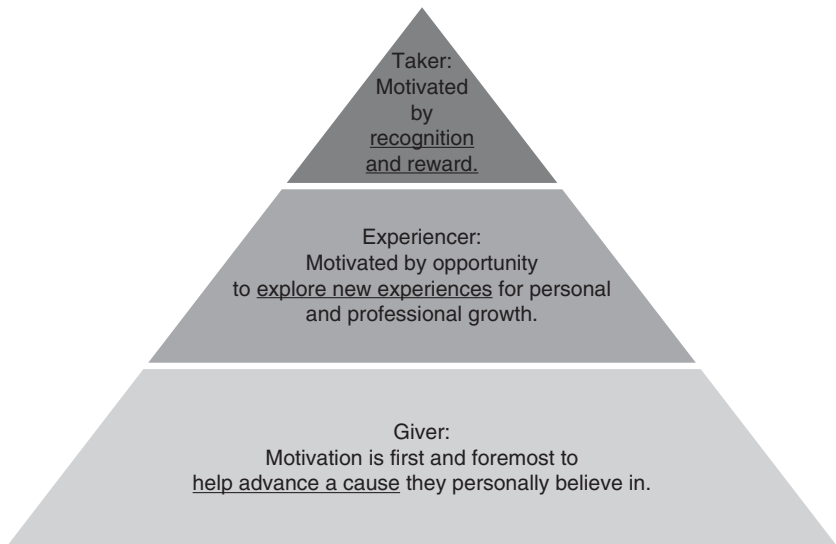 Taker:
Motivated
by
recognition
and reward.
Experiencer:
Motivated by opportunity
to explore new experiences for personal
and professional growth.
Giver:
Motivation is first and foremost to
help advance a cause they personally believe in.